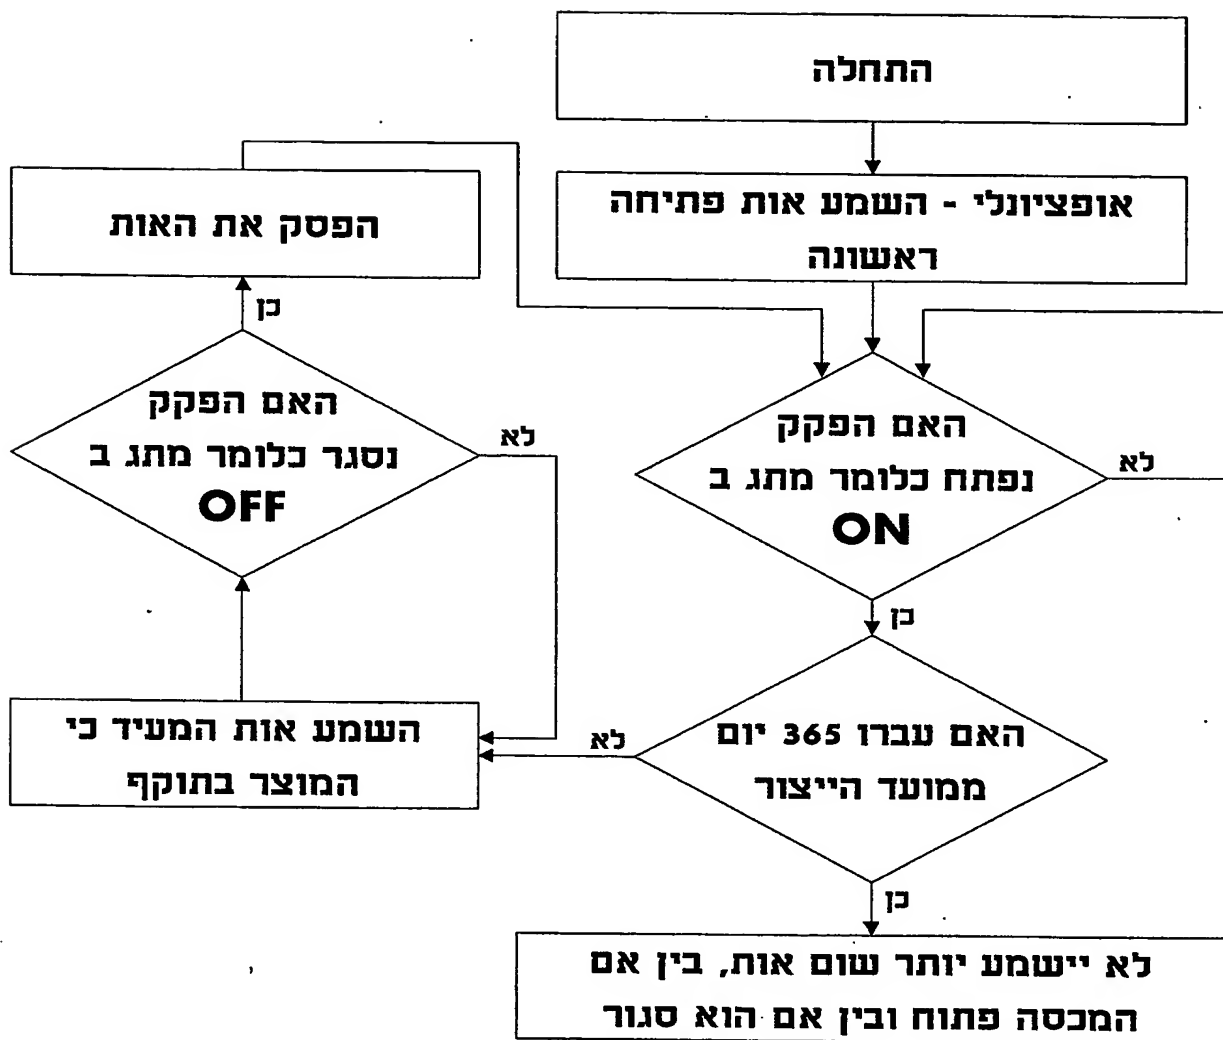 התחלה
אופציונלי - השמע אות פתיחה
ראשונה
הפסק את האות
כן
האם הפקק
נסגר כלומר מתג ב
OFF
לא
האם הפקק
נפתח כלומר מתג ב
ON
לא
כן
השמע אות המעיד כי
המוצר בתוקף
לא
האם עברו 365 יום
ממועד הייצור
כן
לא יישמע יותר שום אות, בין אם
המכסה פתוח ובין אם הוא סגור